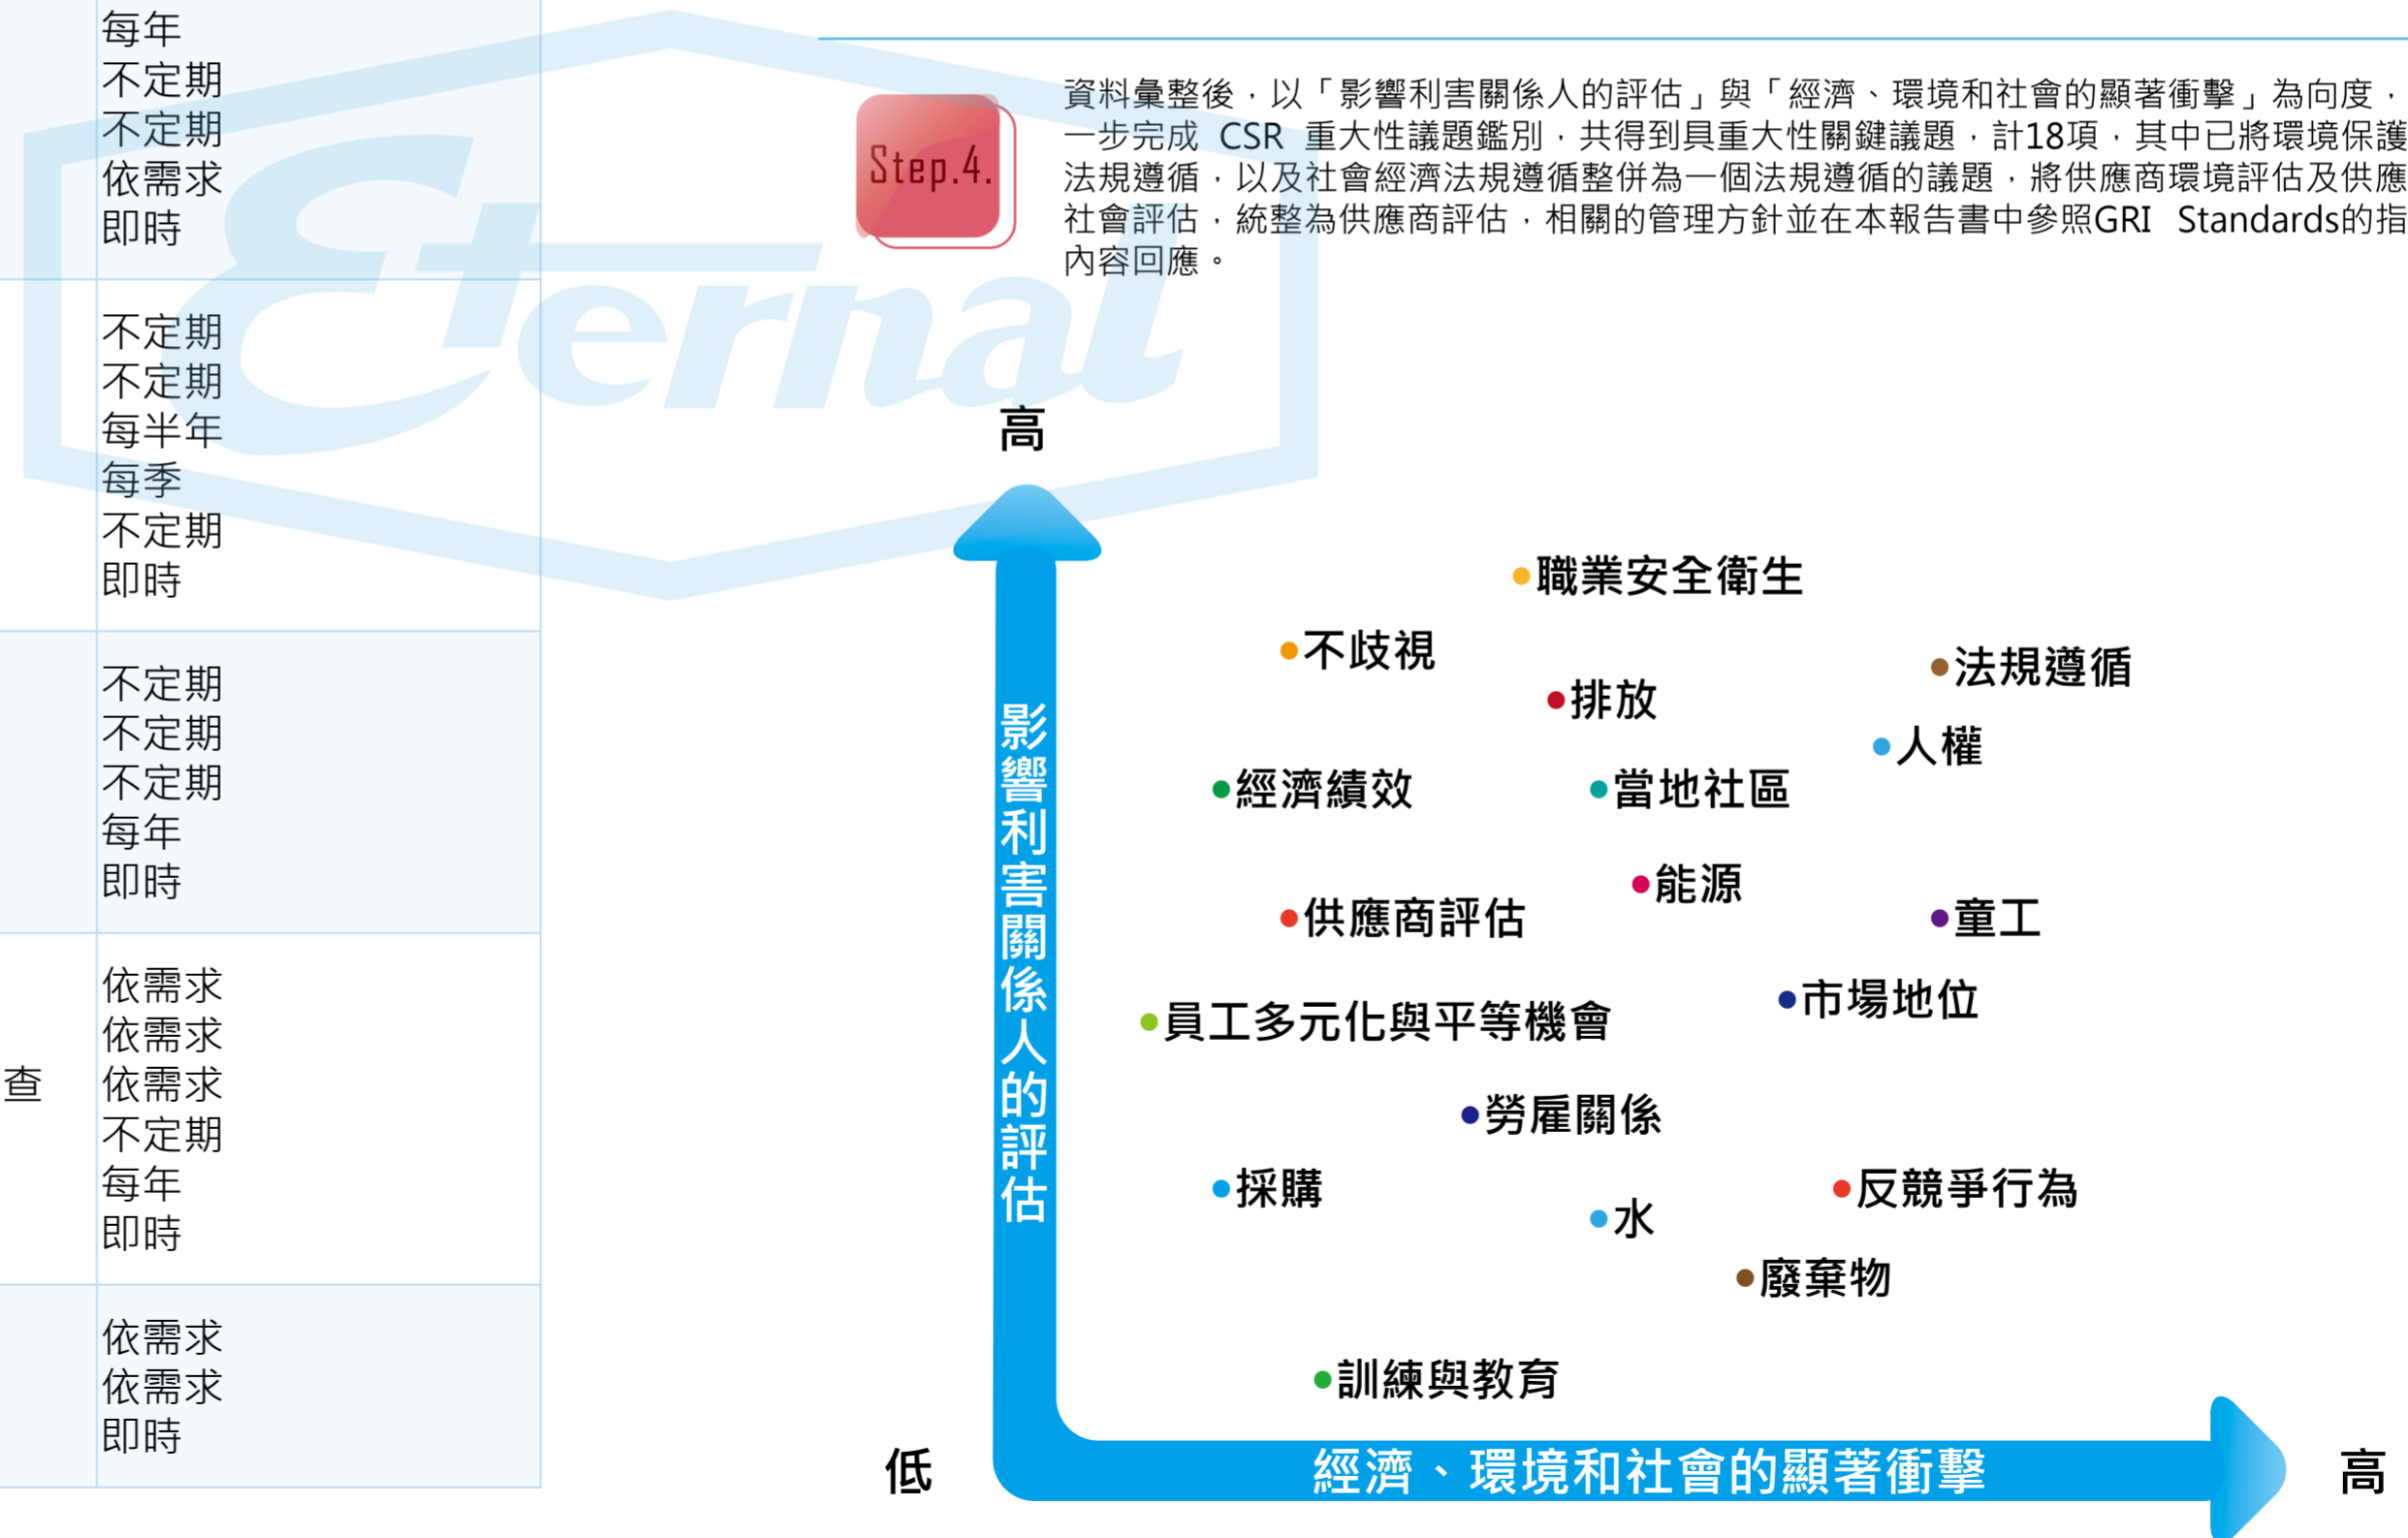 每年
不定期
不定期
依需求
即時
不定期
不定期
每半年
每季
不定期
即時
不定期
不定期
不定期
每年
即時
依需求
依需求
查 依需求
不定期
每年
即時
依需求
依需求
即時
Eternal
Step.4.
資料彙整後，以「影響利害關係人的評估」與「經濟、環境和社會的顯著衝擊」為向度，
一步完成 CSR 重大性議題鑑別，共得到具重大性關鍵議題，計18項，其中已將環境保護
法規遵循，以及社會經濟法規遵循整併為一個法規遵循的議題，將供應商環境評估及供應
社會評估，統整為供應商評估，相關的管理方針並在本報告書中參照GRI Standards的指
內容回應。
高
影響利害關係人的評估
職業安全衛生
不歧視
法規遵循
排放
人權
經濟績效
當地社區
能源
供應商評估
童工
市場地位
員工多元化與平等機會
勞雇關係
採購
反競爭行為
水
廢棄物
訓練與教育
低
經濟、環境和社會的顯著衝擊
高